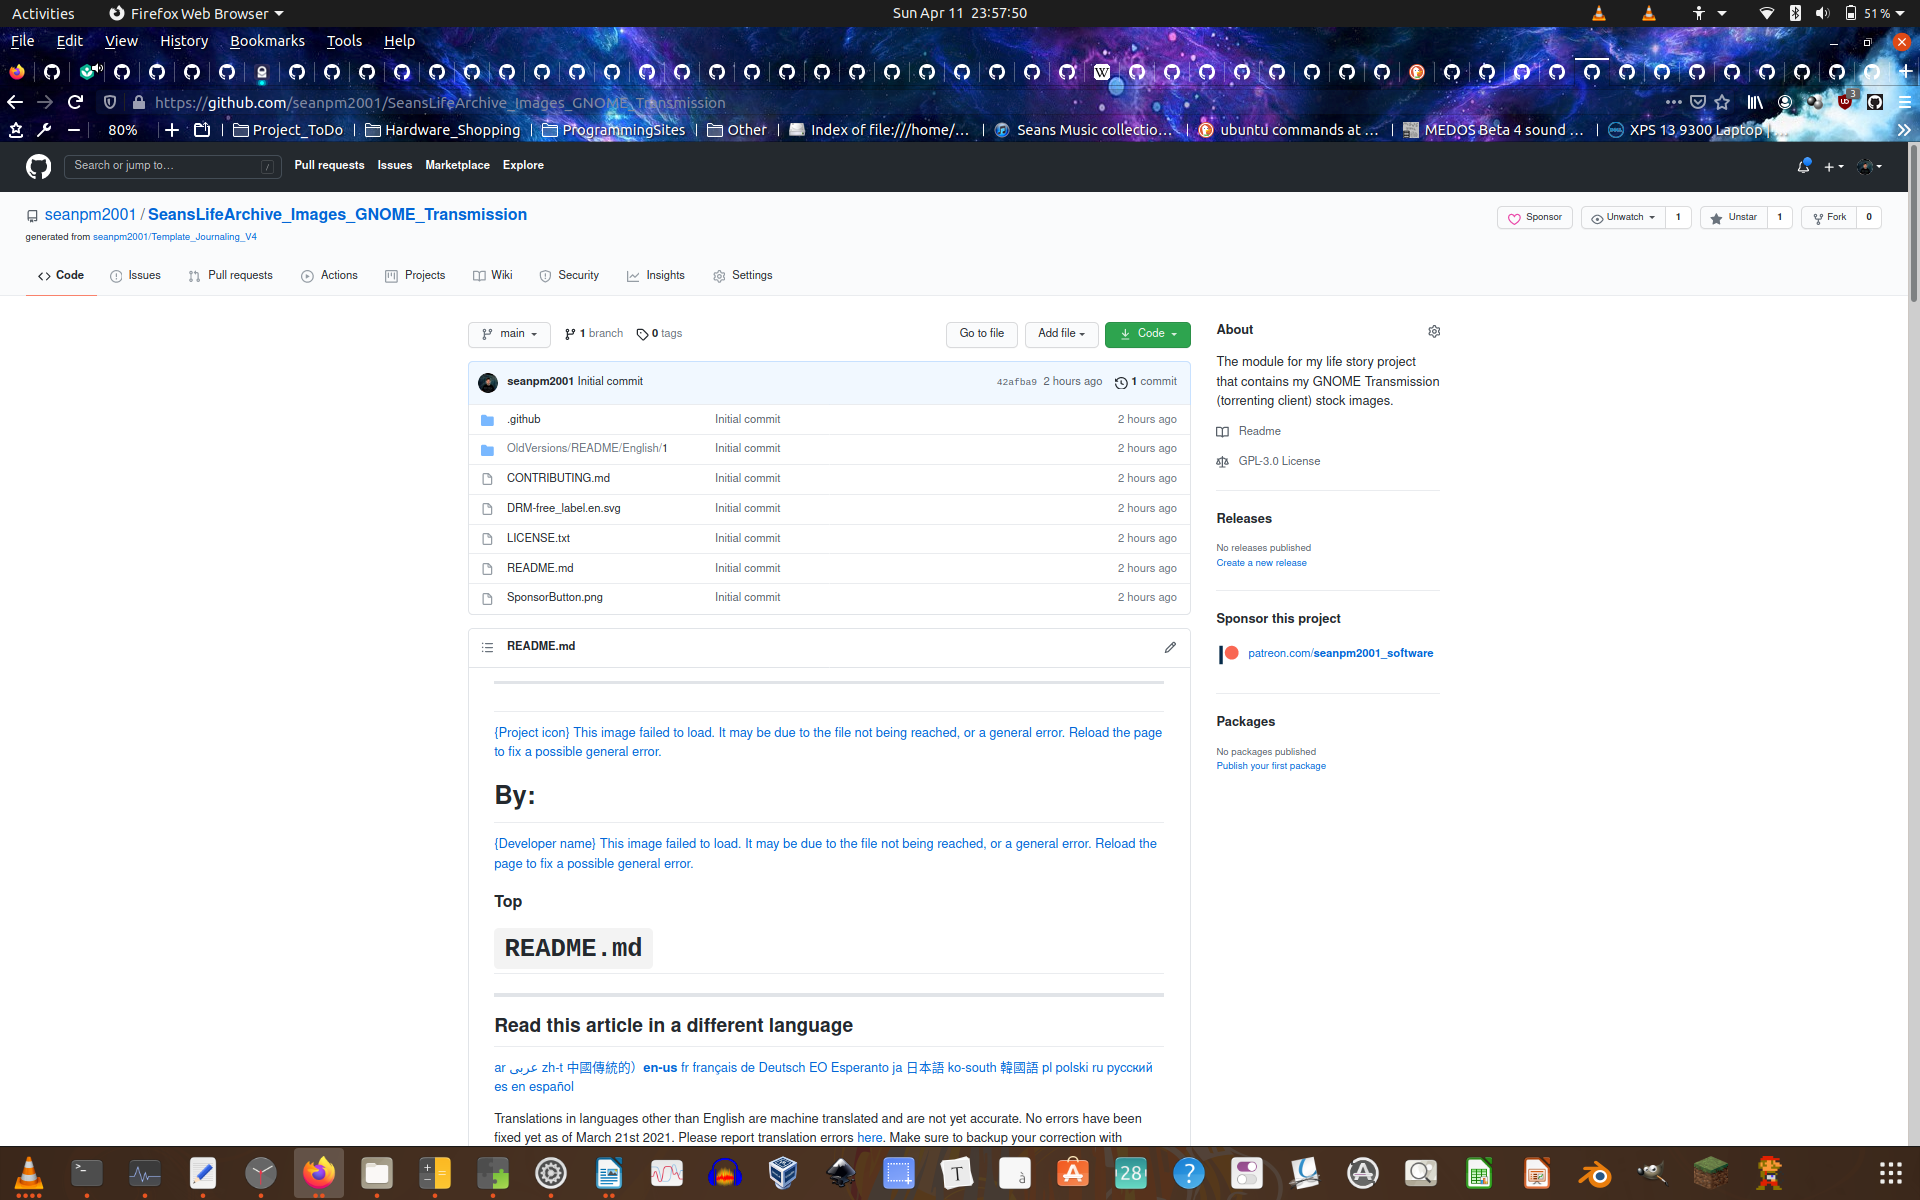 Activities Firefox Web Browser Sun Apr 11 23:57:50 51 %
File Edit View History Bookmarks Tools Help
https://github.com/seanpm2001/SeansLifeArchive_Images_GNOME_Transmission 3
80% Project_ToDo Hardware_Shopping ProgrammingSites Other Index of file:///home/... Seans Music collectio... ubuntu commands at ... MEDOS Beta 4 sound ... XPS 13 9300 Laptop | ...
Search or jump to... / Pull requests Issues Marketplace Explore
seanpm2001 / SeansLifeArchive_Images_GNOME_Transmission Sponsor Unwatch 1 Unstar 1 Fork 0
generated from seanpm2001/Template_Journaling_V4
Code Issues Pull requests Actions Projects Wiki Security Insights Settings
main 1 branch 0 tags Go to file Add file Code
seanpm2001 Initial commit 42afba9 2 hours ago 1 commit
.github Initial commit 2 hours ago
OldVersions/README/English/1 Initial commit 2 hours ago
CONTRIBUTING.md Initial commit 2 hours ago
DRM-free_label.en.svg Initial commit 2 hours ago
LICENSE.txt Initial commit 2 hours ago
README.md Initial commit 2 hours ago
SponsorButton.png Initial commit 2 hours ago
README.md
{Project icon} This image failed to load. It may be due to the file not being reached, or a general error. Reload the page
to fix a possible general error.
By:
{Developer name} This image failed to load. It may be due to the file not being reached, or a general error. Reload the
page to fix a possible general error.
Top
README.md
Read this article in a different language
ar عربى zh-t 中國傳統的）en-us fr français de Deutsch EO Esperanto ja 日本語 ko-south 韓國語 pl polski ru русский
es en español
Translations in languages other than English are machine translated and are not yet accurate. No errors have been
fixed yet as of March 21st 2021. Please report translation errors here. Make sure to backup your correction with
About
The module for my life story project
that contains my GNOME Transmission
(torrenting client) stock images.
Readme
GPL-3.0 License
Releases
No releases published
Create a new release
Sponsor this project
patreon.com/seanpm2001_software
Packages
No packages published
Publish your first package